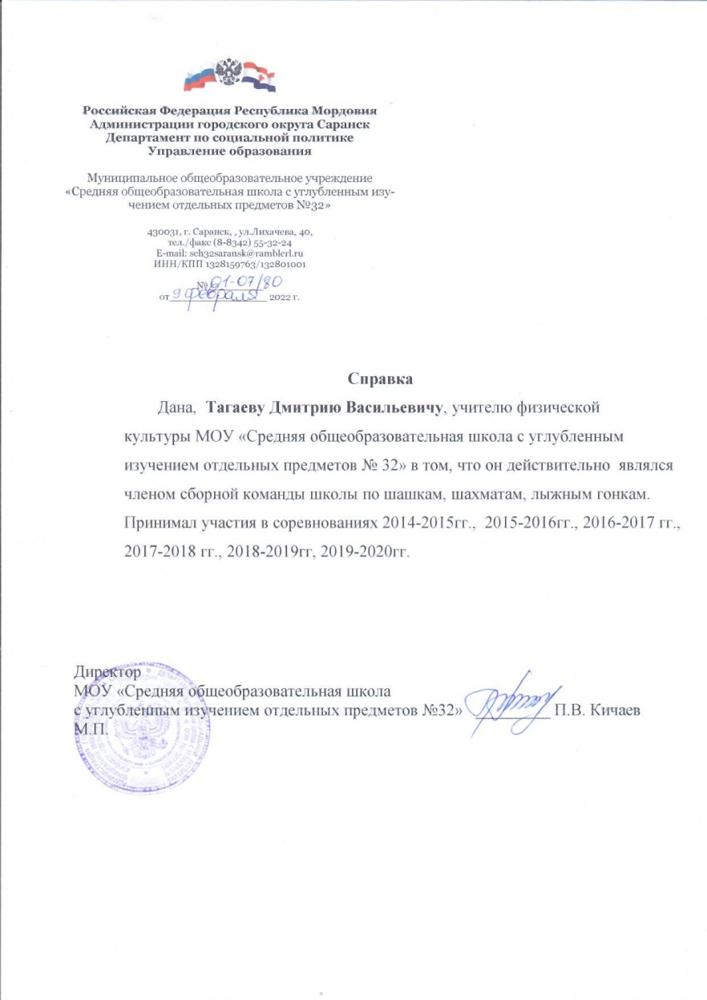 Российская Федерация Республика Мордовия
Администрации городского округа Саранск
Департамент по социальной политике
Управление образования
Муниципальное общеобразовательное учреждение
«Средняя общеобразовательная школа с углубленным изу-
чением отдельных предметов №32»
430031, г. Саранск, , ул.Лихачева, 40,
тел./факс (8-8342) 55-32-24
E-mail: sch32saransk@ramblerl.ru
ИНН/КПП 1328159763/132801001
№ 01-07/80
от 9 февраля 2022 г.
Справка
Дана, Тагаеву Дмитрию Васильевичу, учителю физической
культуры МОУ «Средняя общеобразовательная школа с углубленным
изучением отдельных предметов № 32» в том, что он действительно являлся
членом сборной команды школы по шашкам, шахматам, лыжным гонкам.
Принимал участия в соревнованиях 2014-2015гг., 2015-2016гг., 2016-2017 гг.,
2017-2018 гг., 2018-2019гг, 2019-2020гг.
Директор
МОУ «Средняя общеобразовательная школа
с углубленным изучением отдельных предметов №32» __________ П.В. Кичаев
М.П.